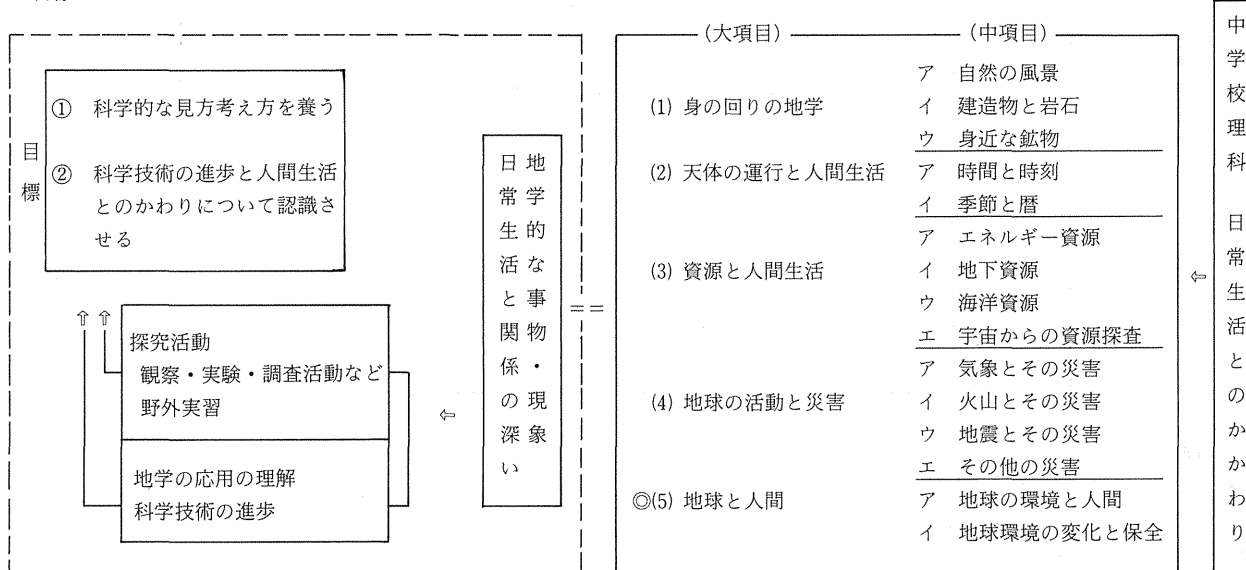 目標
① 科学的な見方考え方を養う
② 科学技術の進歩と人間生活
とのかわりについて認識さ
せる
探究活動
観察・実験・調査活動など
野外実習
地学の応用の理解
科学技術の進歩
日常生活と関係の深い
地学的な事物・現象
(大項目) (中項目)
ア 自然の風景
(1) 身の回りの地学 イ 建造物と岩石
ウ 身近な鉱物
(2) 天体の運行と人間生活 ア 時間と時刻
イ 季節と暦
ア エネルギー資源
(3) 資源と人間生活 イ 地下資源
ウ 海洋資源
エ 宇宙からの資源探査
ア 気象とその災害
(4) 地球の活動と災害 イ 火山とその災害
ウ 地震とその災害
エ その他の災害
◎(5) 地球と人間 ア 地球の環境と人間
イ 地球環境の変化と保全
中学校理科 日常生活とのかかわり